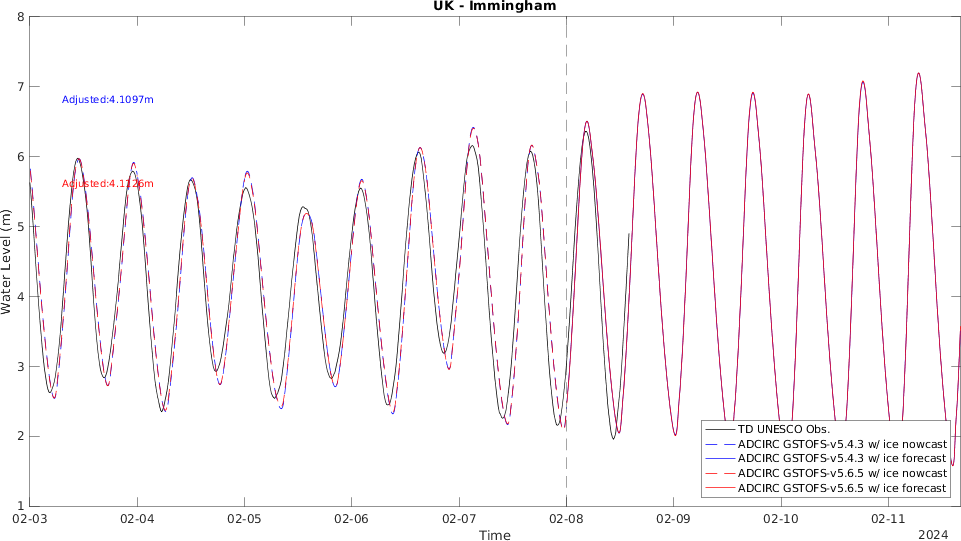 UK - Immingham
8
7
6
5
4
3
2
1
Water Level (m)
Adjusted:4.1097m
Adjusted:4.1126m
TD UNESCO Obs.
ADCIRC GSTOFS-v5.4.3 w/ ice nowcast
ADCIRC GSTOFS-v5.4.3 w/ ice forecast
ADCIRC GSTOFS-v5.6.5 w/ ice nowcast
ADCIRC GSTOFS-v5.6.5 w/ ice forecast
02-03 02-04 02-05 02-06 02-07 02-08 02-09 02-10 02-11
Time
2024